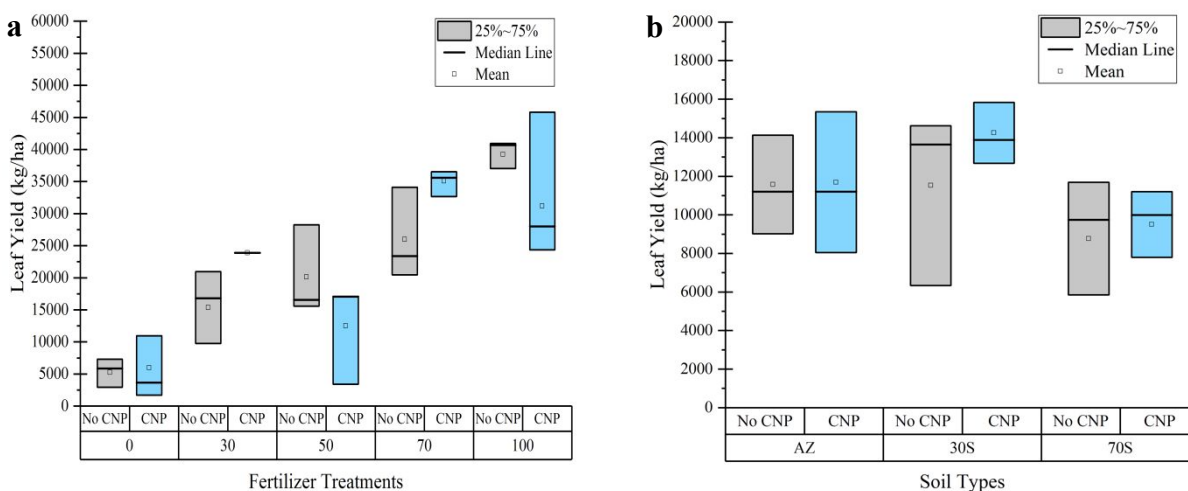 a
60000
55000
50000
45000
40000
35000
30000
25000
20000
15000
10000
5000
0
Leaf Yield (kg/ha)
25%~75%
Median Line
Mean
No CNP CNP No CNP CNP No CNP CNP No CNP CNP No CNP CNP
0 30 50 70 100
Fertilizer Treatments
b
20000
18000
16000
14000
12000
10000
8000
6000
4000
2000
0
Leaf Yield (kg/ha)
25%~75%
Median Line
Mean
No CNP CNP No CNP CNP No CNP CNP
AZ 30S 70S
Soil Types